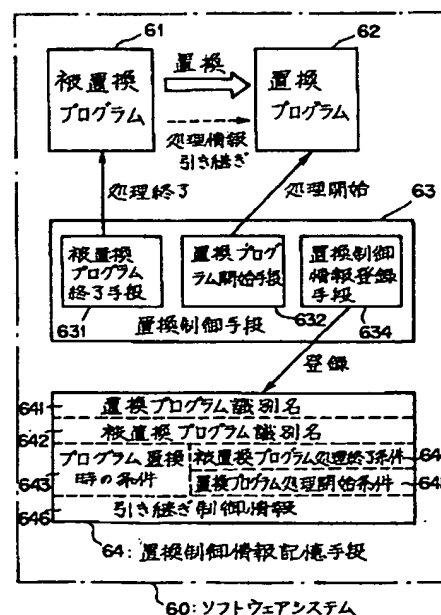 61
62
被置換
プログラム
置換
置換
プログラム
処理情報
引き継ぎ
処理終了
処理開始
63
被置換
プログラム
終了手段
631
置換プログ
ラム開始手段
632
置換制御
情報登録
手段
634
置換制御手段
登録
641
置換プログラム識別名
642
被置換プログラム識別名
643
プログラム置換
時の条件
被置換プログラム処理終了条件
置換プログラム処理開始条件
646
引き継ぎ制御情報
64:置換制御情報記憶手段
60:ソフトウェアシステム